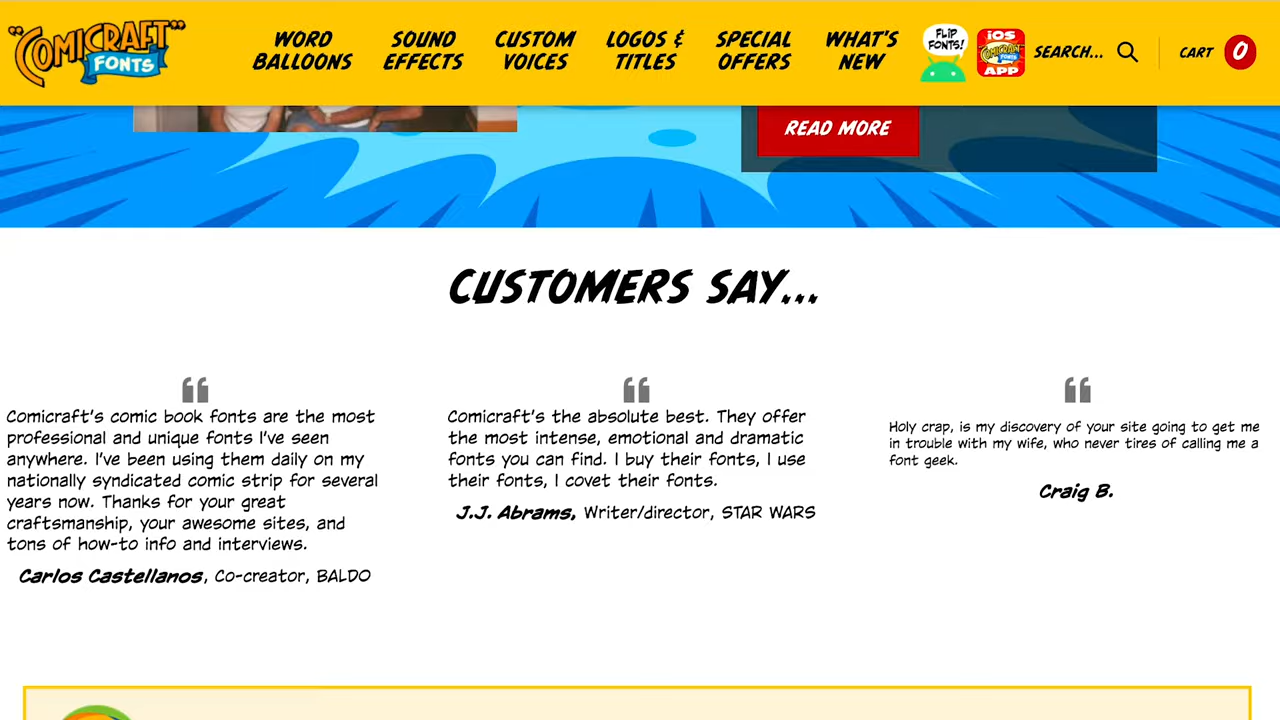 "COMICRAFT"
FONTS
WORD
BALLOONS
SOUND
EFFECTS
CUSTOM
VOICES
LOGOS &
TITLES
SPECIAL
OFFERS
WHAT'S
NEW
FLIP
FONTS!
iOS
COMICRAFT
FONTS
APP
SEARCH...
CART
0
READ MORE
CUSTOMERS SAY...
Comicraft's comic book fonts are the most
professional and unique fonts I've seen
anywhere. I've been using them daily on my
nationally syndicated comic strip for several
years now. Thanks for your great
craftsmanship, your awesome sites, and
tons of how-to info and interviews.
Carlos Castellanos, Co-creator, BALDO
Comicraft's the absolute best. They offer
the most intense, emotional and dramatic
fonts you can find. I buy their fonts, I use
their fonts, I covet their fonts.
J.J. Abrams, Writer/director, STAR WARS
Holy crap, is my discovery of your site going to get me
in trouble with my wife, who never tires of calling me a
font geek.
Craig B.